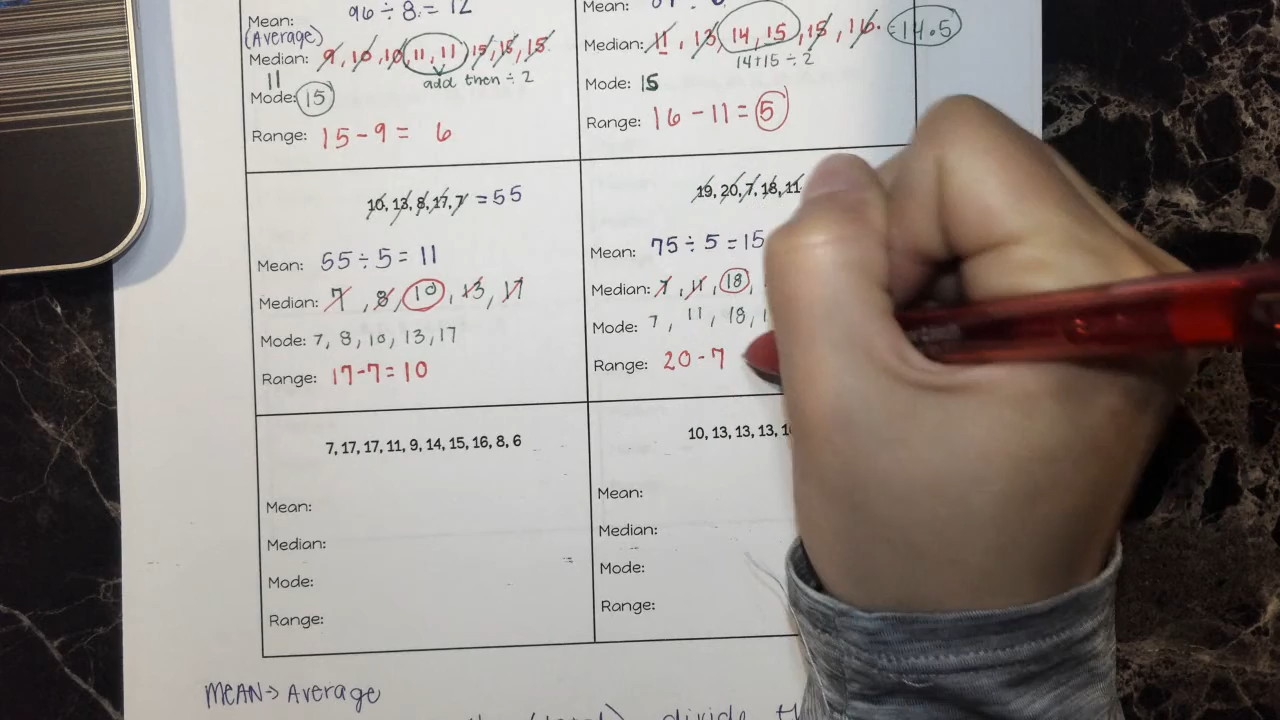 Mean: 96 ÷ 8 = 12
(Average)
Median: 9, 10, 10, 11, 11, 15, 15, 15
11
add then ÷ 2
Mode: 15
Range: 15 - 9 = 6
Mean:
Median: 11, 13, 14, 15, 15, 16. = 14.5
14+15 ÷ 2
Mode: 15
Range: 16 - 11 = 5
10, 13, 8, 17, 7 = 55
Mean: 55 ÷ 5 = 11
Median: 7, 8, 10, 13, 17
Mode: 7, 8, 10, 13, 17
Range: 17-7 = 10
19, 20, 7, 18, 11
Mean: 75 ÷ 5 = 15
Median: 7, 11, 18,
Mode: 7, 11, 18,
Range: 20 - 7
7, 17, 17, 11, 9, 14, 15, 16, 8, 6
Mean:
Median:
Mode:
Range:
10, 13, 13, 13,
Mean:
Median:
Mode:
Range:
MEAN → Average
(total) divide